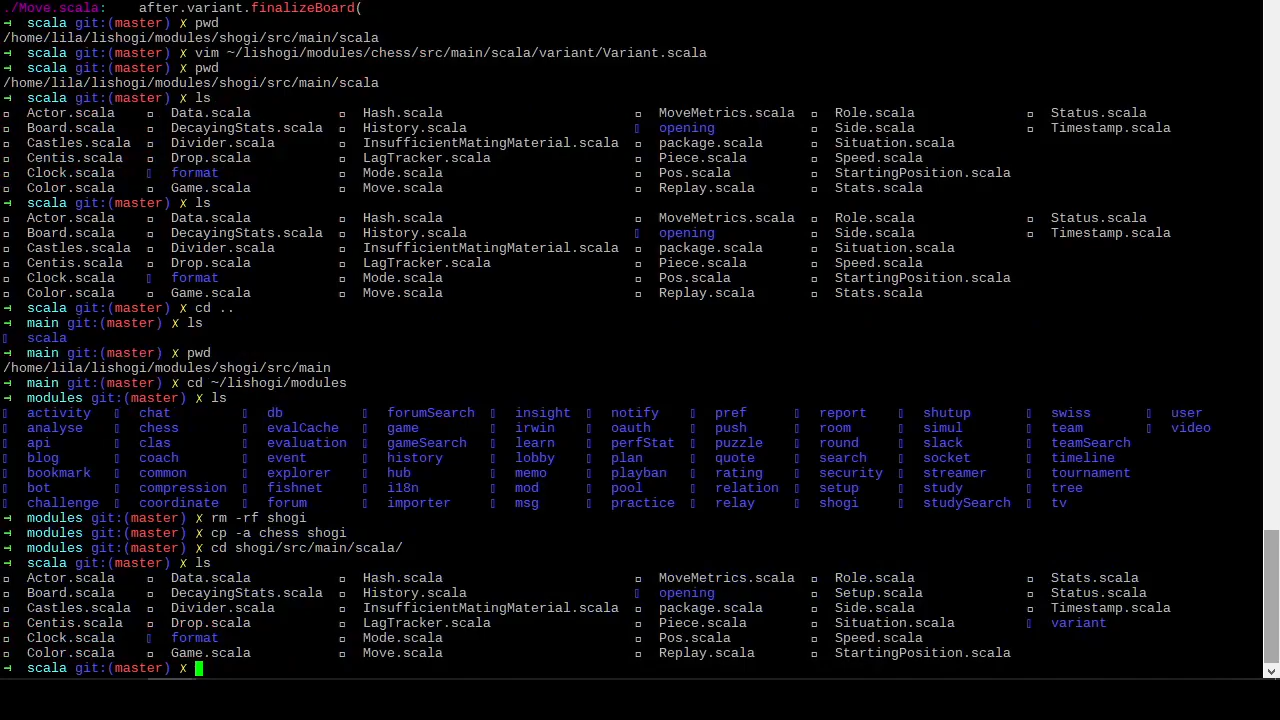 ./Move.scala:    after.variant.finalizeBoard(
→  scala git:(master) ✗ pwd
/home/lila/lishogi/modules/shogi/src/main/scala
→  scala git:(master) ✗ vim ~/lishogi/modules/chess/src/main/scala/variant/Variant.scala
→  scala git:(master) ✗ pwd
/home/lila/lishogi/modules/shogi/src/main/scala
→  scala git:(master) ✗ ls
Actor.scala Data.scala Hash.scala MoveMetrics.scala Role.scala Status.scala
Board.scala DecayingStats.scala History.scala opening Side.scala Timestamp.scala
Castles.scala Divider.scala InsufficientMatingMaterial.scala package.scala Situation.scala
Centis.scala Drop.scala LagTracker.scala Piece.scala Speed.scala
Clock.scala format Mode.scala Pos.scala StartingPosition.scala
Color.scala Game.scala Move.scala Replay.scala Stats.scala
→  scala git:(master) ✗ ls
Actor.scala Data.scala Hash.scala MoveMetrics.scala Role.scala Status.scala
Board.scala DecayingStats.scala History.scala opening Side.scala Timestamp.scala
Castles.scala Divider.scala InsufficientMatingMaterial.scala package.scala Situation.scala
Centis.scala Drop.scala LagTracker.scala Piece.scala Speed.scala
Clock.scala format Mode.scala Pos.scala StartingPosition.scala
Color.scala Game.scala Move.scala Replay.scala Stats.scala
→  scala git:(master) ✗ cd ..
→  main git:(master) ✗ ls
scala
→  main git:(master) ✗ pwd
/home/lila/lishogi/modules/shogi/src/main
→  main git:(master) ✗ cd ~/lishogi/modules
→  modules git:(master) ✗ ls
activity chat db forumSearch insight notify pref report shutup swiss user
analyse chess evalCache game irwin oauth push room simul team video
api clas evaluation gameSearch learn perfStat puzzle round slack teamSearch
blog coach event history lobby plan quote search socket timeline
bookmark common explorer hub memo playban rating security streamer tournament
bot compression fishnet i18n mod pool relation setup study tree
challenge coordinate forum importer msg practice relay shogi studySearch tv
→  modules git:(master) ✗ rm -rf shogi
→  modules git:(master) ✗ cp -a chess shogi
→  modules git:(master) ✗ cd shogi/src/main/scala/
→  scala git:(master) ✗ ls
Actor.scala Data.scala Hash.scala MoveMetrics.scala Role.scala Stats.scala
Board.scala DecayingStats.scala History.scala opening Setup.scala Status.scala
Castles.scala Divider.scala InsufficientMatingMaterial.scala package.scala Side.scala Timestamp.scala
Centis.scala Drop.scala LagTracker.scala Piece.scala Situation.scala variant
Clock.scala format Mode.scala Pos.scala Speed.scala
Color.scala Game.scala Move.scala Replay.scala StartingPosition.scala
→  scala git:(master) ✗